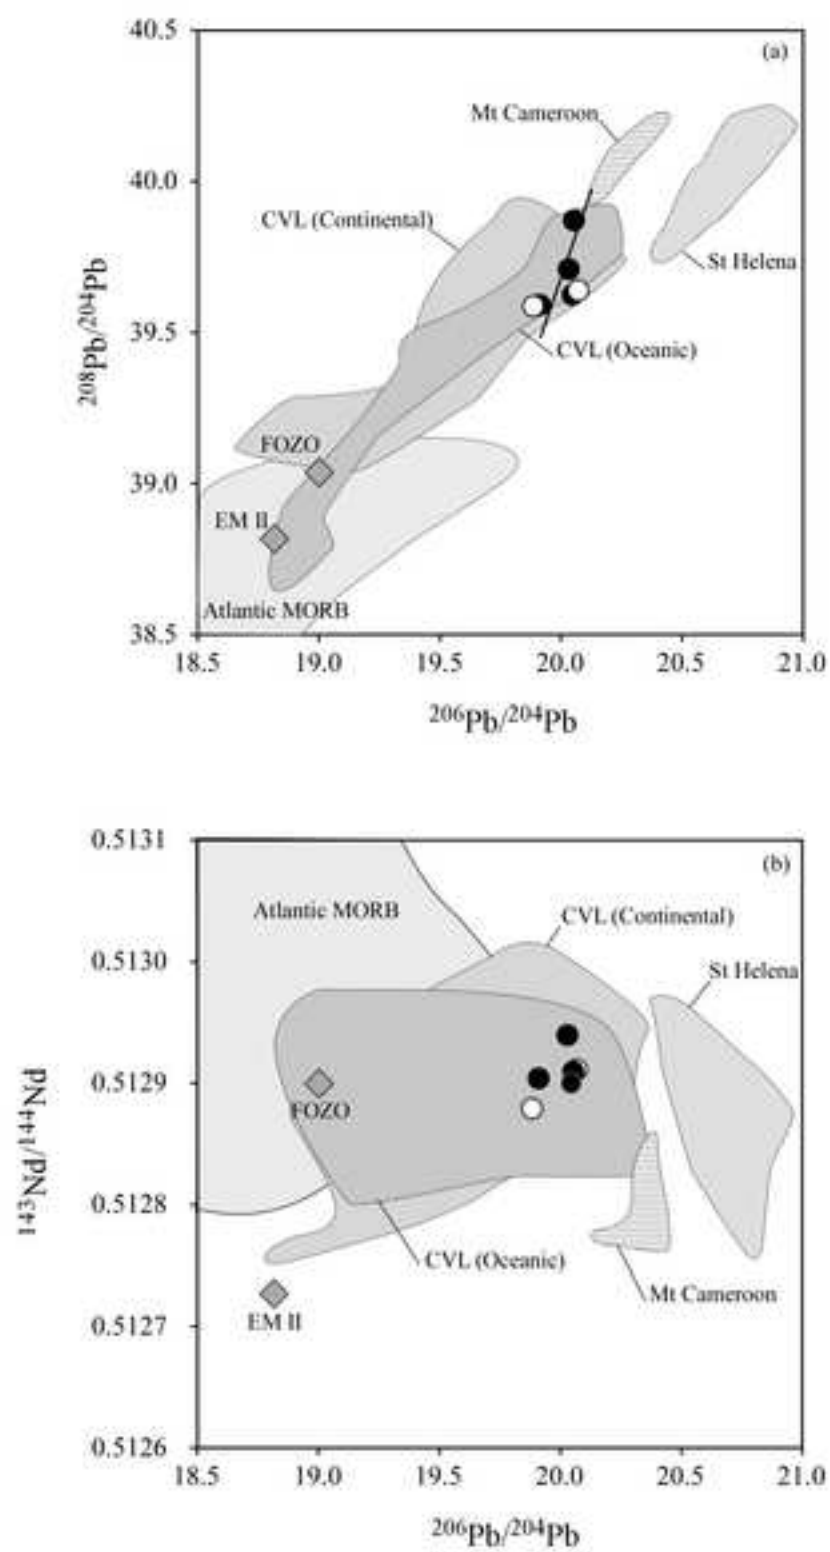 40.5
(a)
Mt Cameroon
40.0
CVL (Continental)
St Helena
39.5
CVL (Oceanic)
208Pb/204Pb
FOZO
39.0
EM II
Atlantic MORB
38.5
18.5 19.0 19.5 20.0 20.5 21.0
206Pb/204Pb
0.5131
(b)
Atlantic MORB
CVL (Continental)
0.5130
St Helena
0.5129
FOZO
143Nd/144Nd
0.5128
CVL (Oceanic)
Mt Cameroon
EM II
0.5127
0.5126
18.5 19.0 19.5 20.0 20.5 21.0
206Pb/204Pb